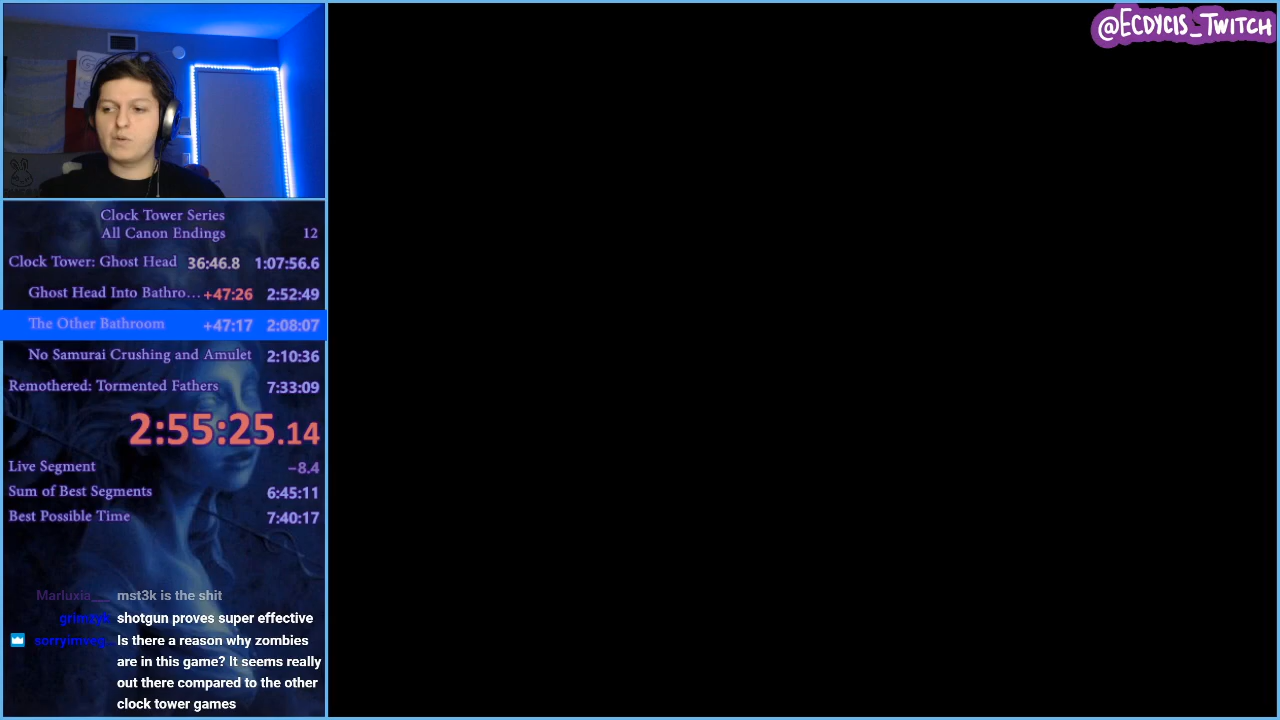 @ECDYCIS_TWITCH
Clock Tower Series
All Canon Endings 12
Clock Tower: Ghost Head 36:46.8 1:07:56.6
Ghost Head Into Bathro... +47:26 2:52:49
The Other Bathroom +47:17 2:08:07
No Samurai Crushing and Amulet 2:10:36
Remothered: Tormented Fathers 7:33:09
2:55:25.14
Live Segment −8.4
Sum of Best Segments 6:45:11
Best Possible Time 7:40:17
Marluxia___ mst3k is the shit
shotgun proves super effective
Is there a reason why zombies
are in this game? It seems really
out there compared to the other
clock tower games